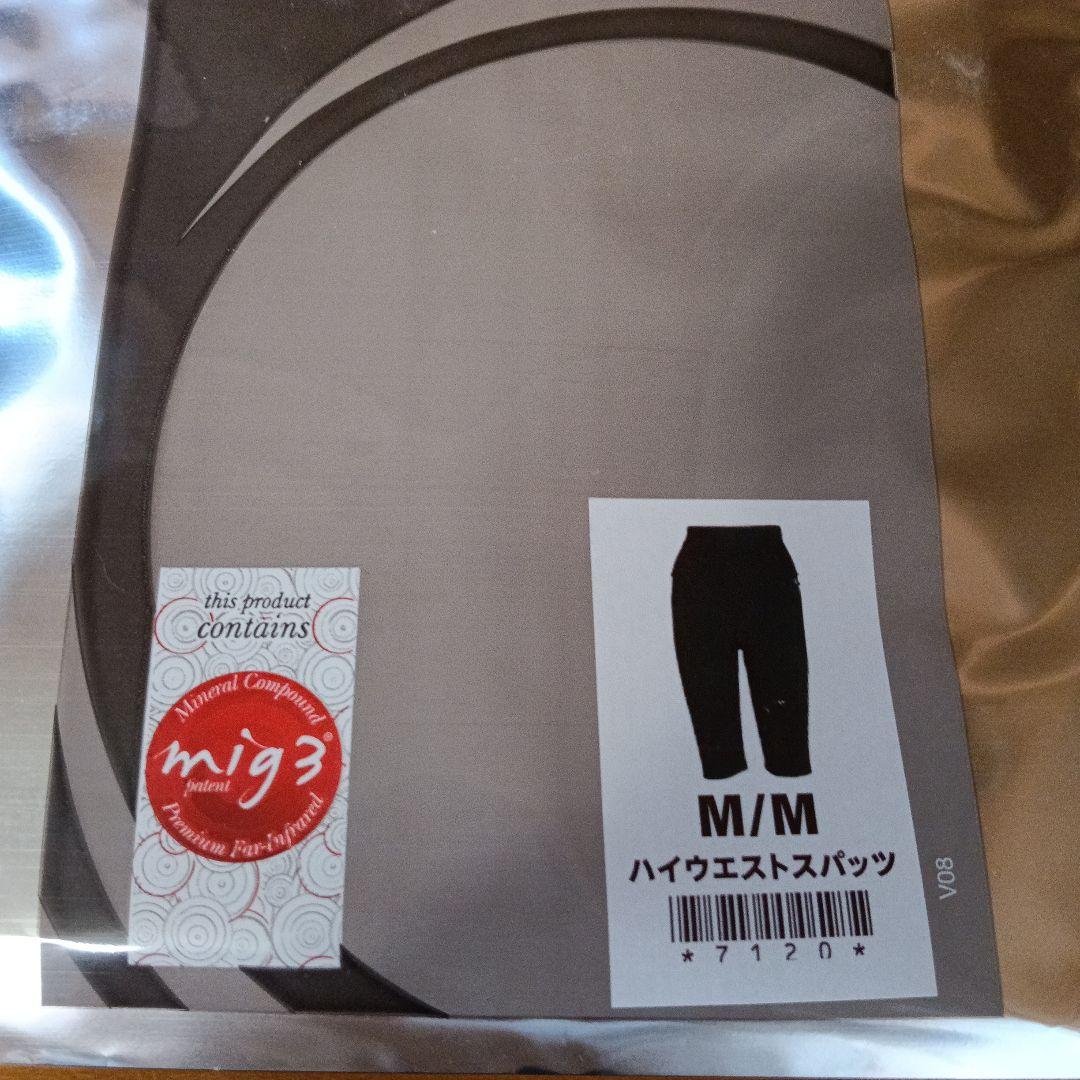 this product
contains
Mineral Compound
mig3®
patent
Premium Far-Infrared
M/M
ハイウエストスパッツ
*7120*
V08